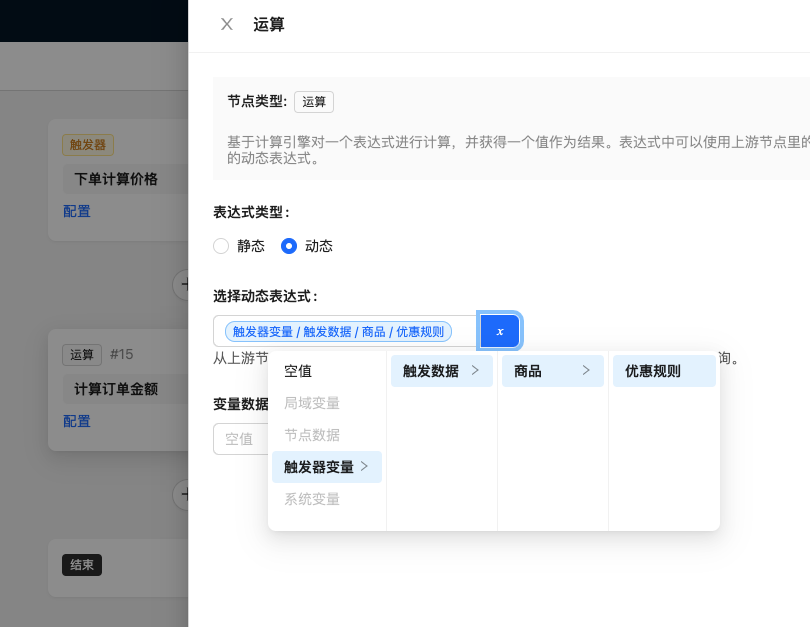 运算
节点类型: 运算
基于计算引擎对一个表达式进行计算，并获得一个值作为结果。表达式中可以使用上游节点里的
的动态表达式。
触发器
下单计算价格
配置
表达式类型:
静态 动态
选择动态表达式:
触发器变量 / 触发数据 / 商品 / 优惠规则 x
从上游节 询。
运算 #15
计算订单金额
配置
变量数据
空值
空值 触发数据 商品 优惠规则
局域变量
节点数据
触发器变量
系统变量
结束